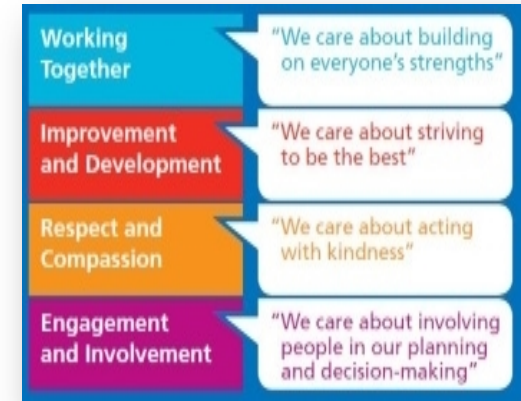 Working
Together
"We care about building
on everyone's strengths"
Improvement
and Development
"We care about striving
to be the best"
Respect and
Compassion
"We care about acting
with kindness"
Engagement
and Involvement
"We care about involving
people in our planning
and decision-making"